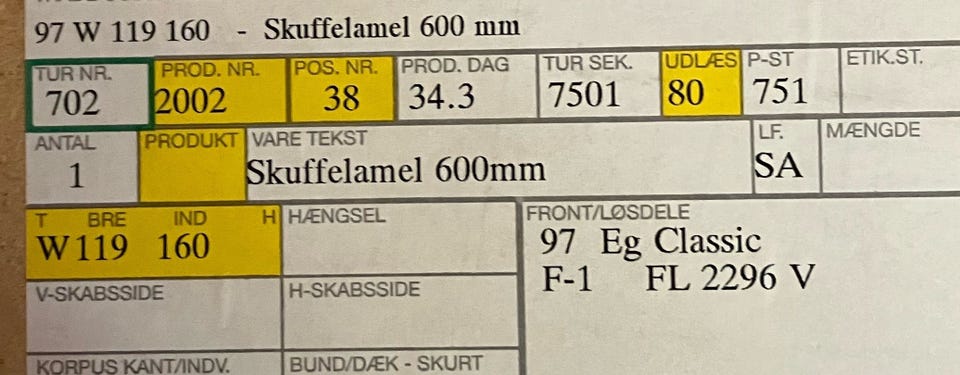 97 W 119 160 - Skuffelamel 600 mm
TUR NR. PROD. NR. POS. NR. PROD. DAG TUR SEK. UDLÆS P-ST ETIK.ST.
702 2002 38 34.3 7501 80 751
ANTAL PRODUKT VARE TEKST LF. MÆNGDE
1 Skuffelamel 600mm SA
T BRE IND H HÆNGSEL FRONT/LØSDELE
W 119 160 97 Eg Classic
F-1 FL 2296 V
V-SKABSSIDE H-SKABSSIDE
KORPUS KANT/INDV. BUND/DÆK - SKURT